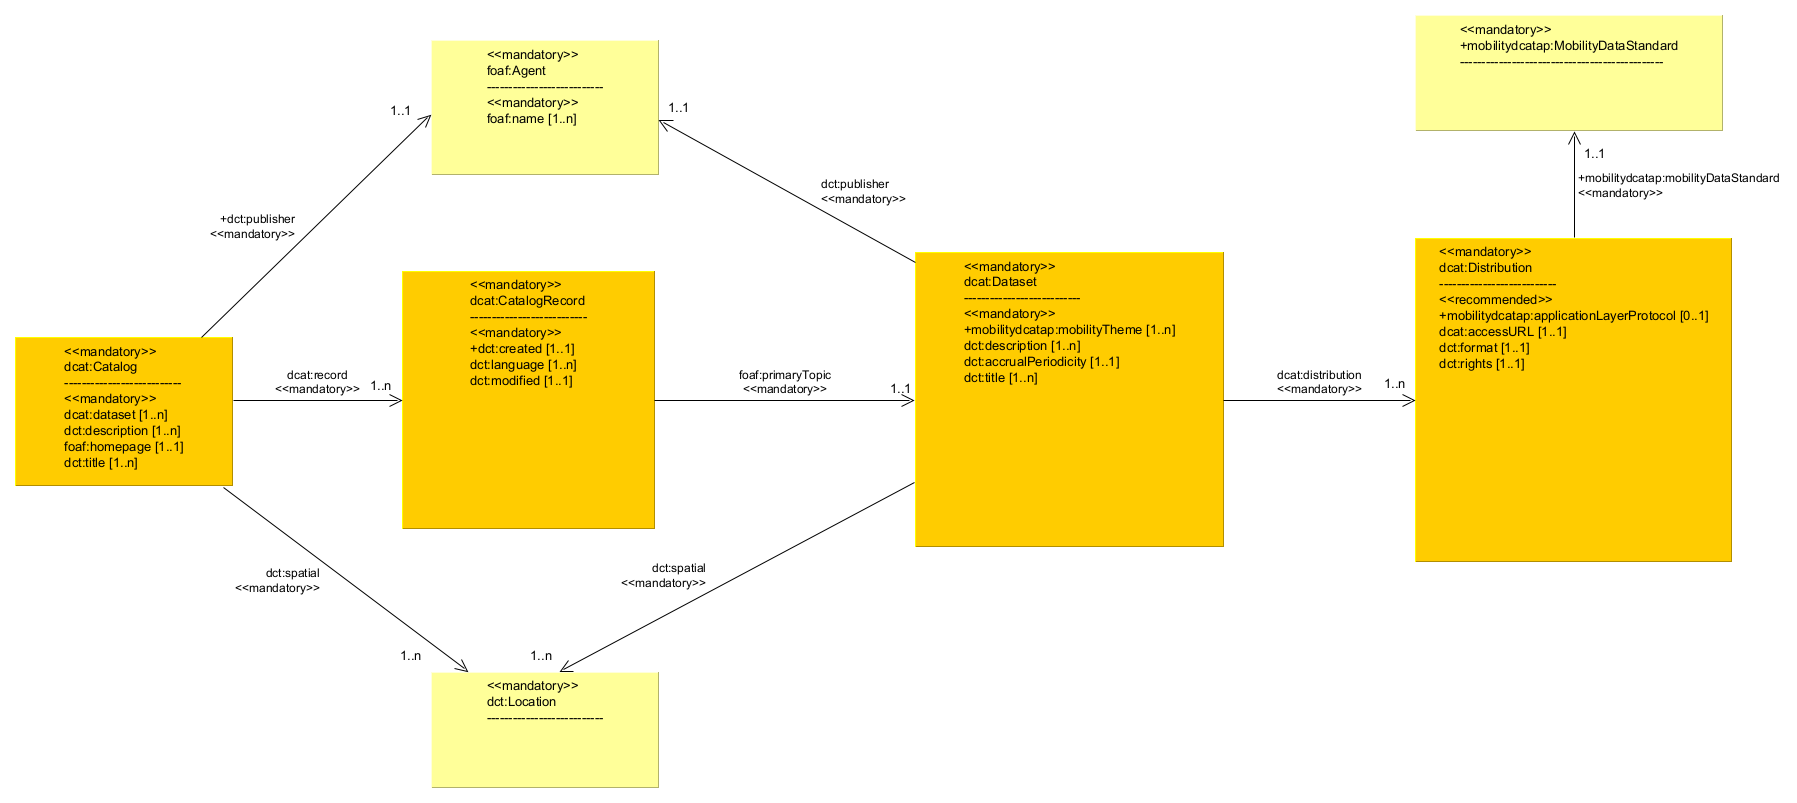 <<mandatory>>
+mobilitydcatap:MobilityDataStandard
------------------------------------------------
<<mandatory>>
foaf:Agent
---------------------------
<<mandatory>>
foaf:name [1..n]
1..1
1..1
1..1
+mobilitydcatap:mobilityDataStandard
<<mandatory>>
dct:publisher
<<mandatory>>
+dct:publisher
<<mandatory>>
<<mandatory>>
dcat:Catalog
---------------------------
<<mandatory>>
dcat:dataset [1..n]
dct:description [1..n]
foaf:homepage [1..1]
dct:title [1..n]
dcat:record
<<mandatory>>
1..n
<<mandatory>>
dcat:CatalogRecord
---------------------------
<<mandatory>>
+dct:created [1..1]
dct:language [1..n]
dct:modified [1..1]
foaf:primaryTopic
<<mandatory>>
1..1
<<mandatory>>
dcat:Dataset
---------------------------
<<mandatory>>
+mobilitydcatap:mobilityTheme [1..n]
dct:description [1..n]
dct:accrualPeriodicity [1..1]
dct:title [1..n]
dcat:distribution
<<mandatory>>
1..n
<<mandatory>>
dcat:Distribution
---------------------------
<<recommended>>
+mobilitydcatap:applicationLayerProtocol [0..1]
dcat:accessURL [1..1]
dct:format [1..1]
dct:rights [1..1]
dct:spatial
<<mandatory>>
1..n
dct:spatial
<<mandatory>>
1..n
<<mandatory>>
dct:Location
---------------------------